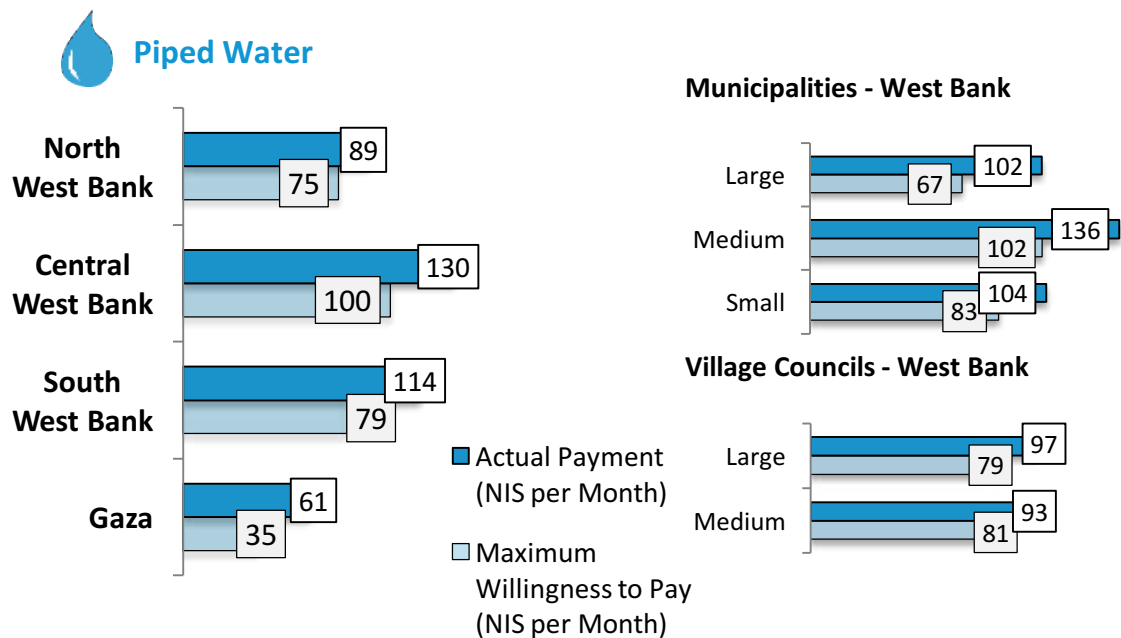 Piped Water
North
West Bank
89
75
Central
West Bank
130
100
South
West Bank
114
79
Gaza
61
35
Actual Payment
(NIS per Month)
Maximum
Willingness to Pay
(NIS per Month)
Municipalities - West Bank
Large
102
67
Medium
136
102
Small
104
83
Village Councils - West Bank
Large
97
79
Medium
93
81